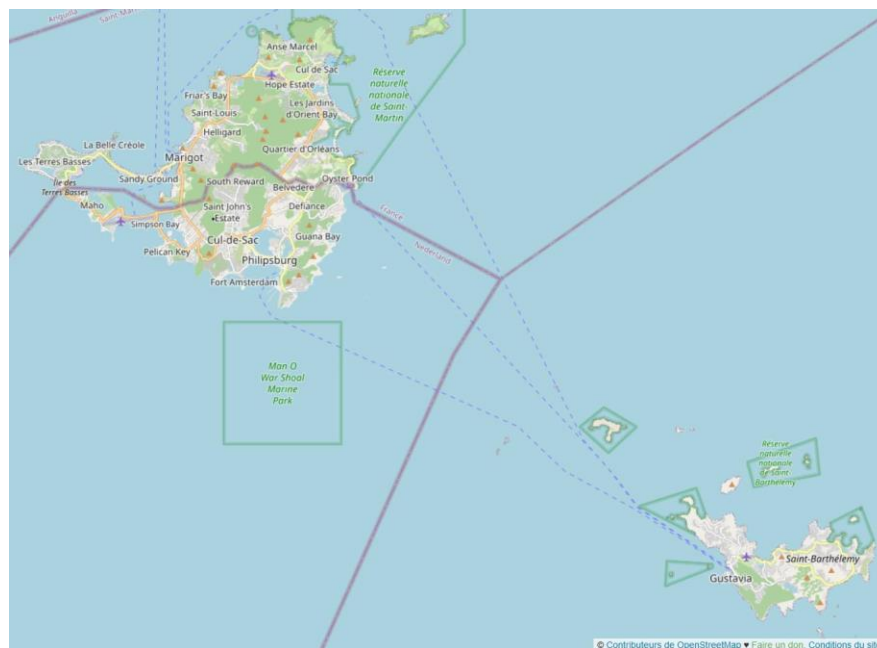 Anguilla
Saint-Mar
Anse Marcel
Cul de Sac
Hope Estate
Réserve
naturelle
nationale
de Saint-
Martin
Friar's Bay
Les Jardins
d'Orient Bay
Saint-Louis
Helligard
La Belle Créole
Quartier d'Orléans
Marigot
Les Terres Basses
Sandy Ground
South Reward
Oyster Pond
Île des
Terres Basses
Belvedere
Maho
Saint John's
Estate
Defiance
France
Simpson Bay
Cul-de-Sac
Guana Bay
Nederland
Pelican Key
Philipsburg
Fort Amsterdam
Man O
War Shoal
Marine
Park
Réserve
naturelle
nationale
de Saint-
Barthélemy
Saint-Barthélemy
Gustavia
© Contributeurs de OpenStreetMap ♥ Faire un don. Conditions du site